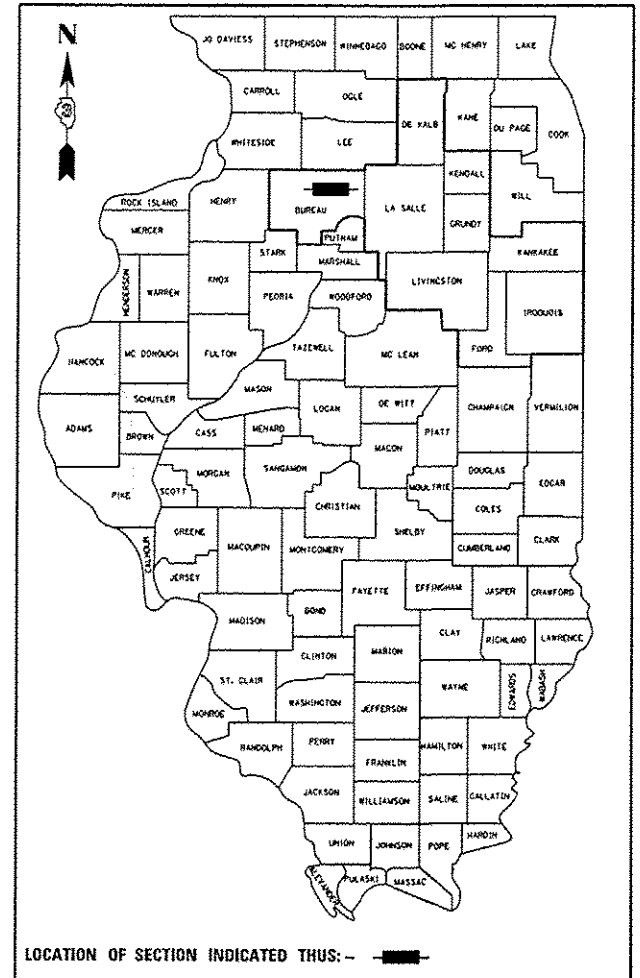 N
JO DAVIESS STEPHENSON WINNEBAGO BOONE MC HENRY LAKE
CARROLL OGLE DE KALB KANE DU PAGE COOK
WHITESIDE LEE
KENDALL WILL
ROCK ISLAND HENRY BUREAU LA SALLE GRUNDY
MERCER PUTNAM
STARK MARSHALL KANKAKEE
HENDERSON WARREN KNOX PEORIA WOODFORD LIVINGSTON IROQUOIS
HANCOCK MC DONOUGH FULTON TAZEWELL MC LEAN FORD
MASON
SCHUYLER LOGAN DE WITT CHAMPAIGN VERMILION
ADAMS BROWN CASS MENARD MACON PIATT
MORGAN SANGAMON DOUGLAS
PIKE SCOTT CHRISTIAN MOULTRIE COLES EDGAR
CALHOUN GREENE MACOUPIN MONTGOMERY SHELBY CUMBERLAND CLARK
JERSEY FAYETTE EFFINGHAM JASPER CRAWFORD
MADISON BOND
CLAY RICHLAND LAWRENCE
CLINTON MARION
ST. CLAIR WAYNE EDWARDS WABASH
WASHINGTON JEFFERSON
MONROE
RANDOLPH PERRY HAMILTON WHITE
FRANKLIN
JACKSON WILLIAMSON SALINE GALLATIN
UNION JOHNSON POPE HARDIN
ALEXANDER PULASKI MASSAC
LOCATION OF SECTION INDICATED THUS: -